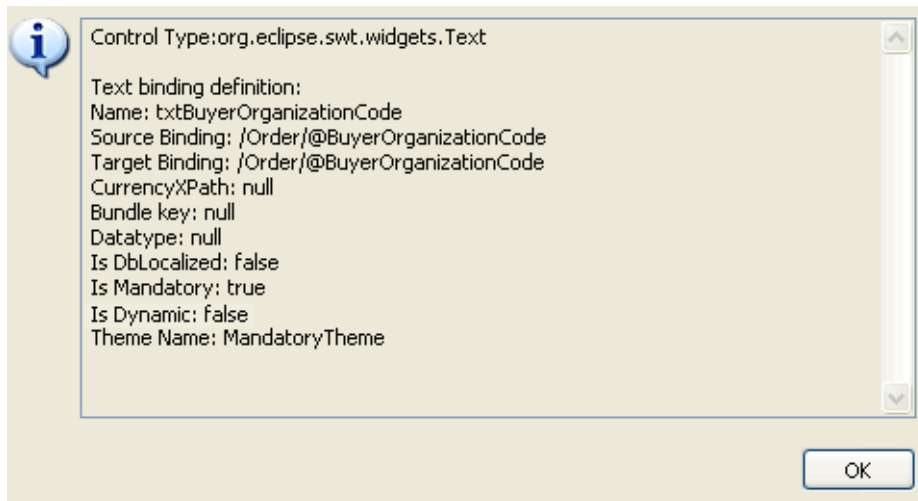 Control Type:org.eclipse.swt.widgets.Text
Text binding definition:
Name: txtBuyerOrganizationCode
Source Binding: /Order/@BuyerOrganizationCode
Target Binding: /Order/@BuyerOrganizationCode
CurrencyXPath: null
Bundle key: null
Datatype: null
Is DbLocalized: false
Is Mandatory: true
Is Dynamic: false
Theme Name: MandatoryTheme
OK